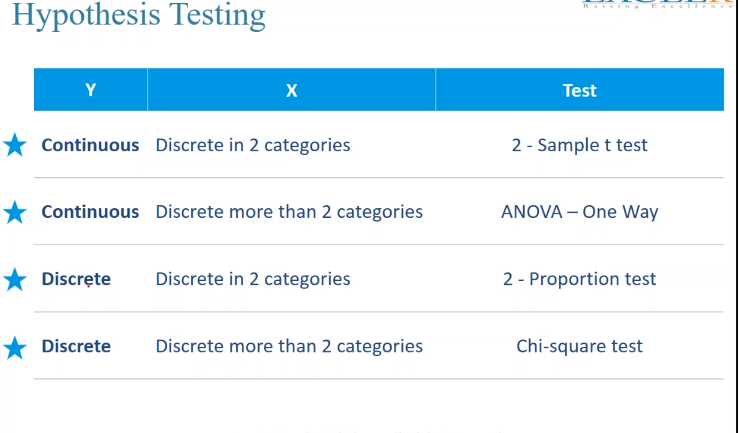 Hypothesis Testing
Raising Excellence
Y X Test
Continuous Discrete in 2 categories 2 - Sample t test
Continuous Discrete more than 2 categories ANOVA – One Way
Discrete Discrete in 2 categories 2 - Proportion test
Discrete Discrete more than 2 categories Chi-square test